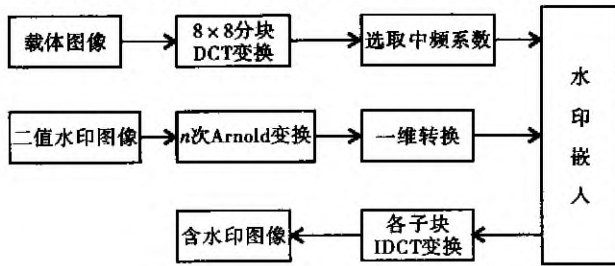 载体图像
8×8分块
DCT变换
选取中频系数
二值水印图像
n次Arnold变换
一维转换
水印嵌人
各子块
IDCT变换
含水印图像